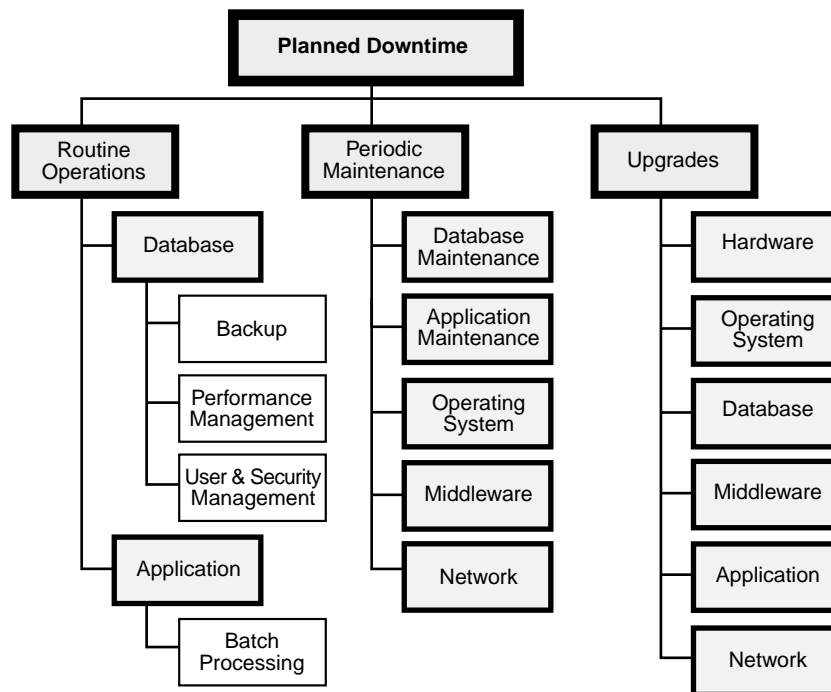 Planned Downtime
Routine
Operations
Database
Backup
Performance
Management
User & Security
Management
Application
Batch
Processing
Periodic
Maintenance
Database
Maintenance
Application
Maintenance
Operating
System
Middleware
Network
Upgrades
Hardware
Operating
System
Database
Middleware
Application
Network